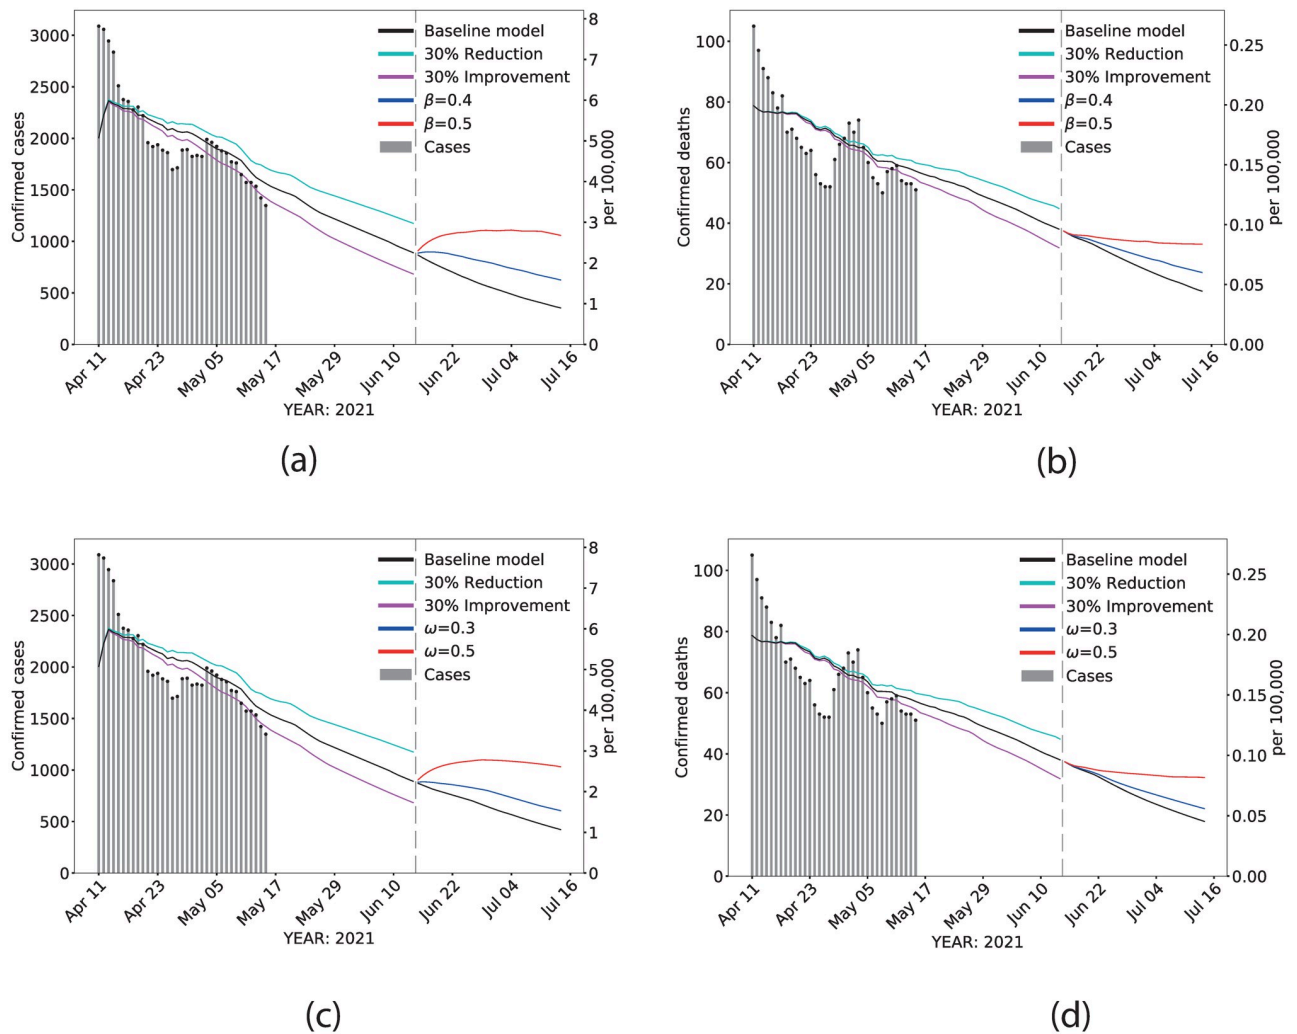 Confirmed cases
3000
2500
2000
1500
1000
500
0
8
7
6
5
4
3
2
1
0
per 100,000
Baseline model
30% Reduction
30% Improvement
β=0.4
β=0.5
Cases
Apr 11
Apr 23
May 05
May 17
May 29
Jun 10
Jun 22
Jul 04
Jul 16
YEAR: 2021
(a)
Confirmed deaths
100
80
60
40
20
0
0.25
0.20
0.15
0.10
0.05
0.00
per 100,000
Baseline model
30% Reduction
30% Improvement
β=0.4
β=0.5
Cases
Apr 11
Apr 23
May 05
May 17
May 29
Jun 10
Jun 22
Jul 04
Jul 16
YEAR: 2021
(b)
Confirmed cases
3000
2500
2000
1500
1000
500
0
8
7
6
5
4
3
2
1
0
per 100,000
Baseline model
30% Reduction
30% Improvement
ω=0.3
ω=0.5
Cases
Apr 11
Apr 23
May 05
May 17
May 29
Jun 10
Jun 22
Jul 04
Jul 16
YEAR: 2021
(c)
Confirmed deaths
100
80
60
40
20
0
0.25
0.20
0.15
0.10
0.05
0.00
per 100,000
Baseline model
30% Reduction
30% Improvement
ω=0.3
ω=0.5
Cases
Apr 11
Apr 23
May 05
May 17
May 29
Jun 10
Jun 22
Jul 04
Jul 16
YEAR: 2021
(d)